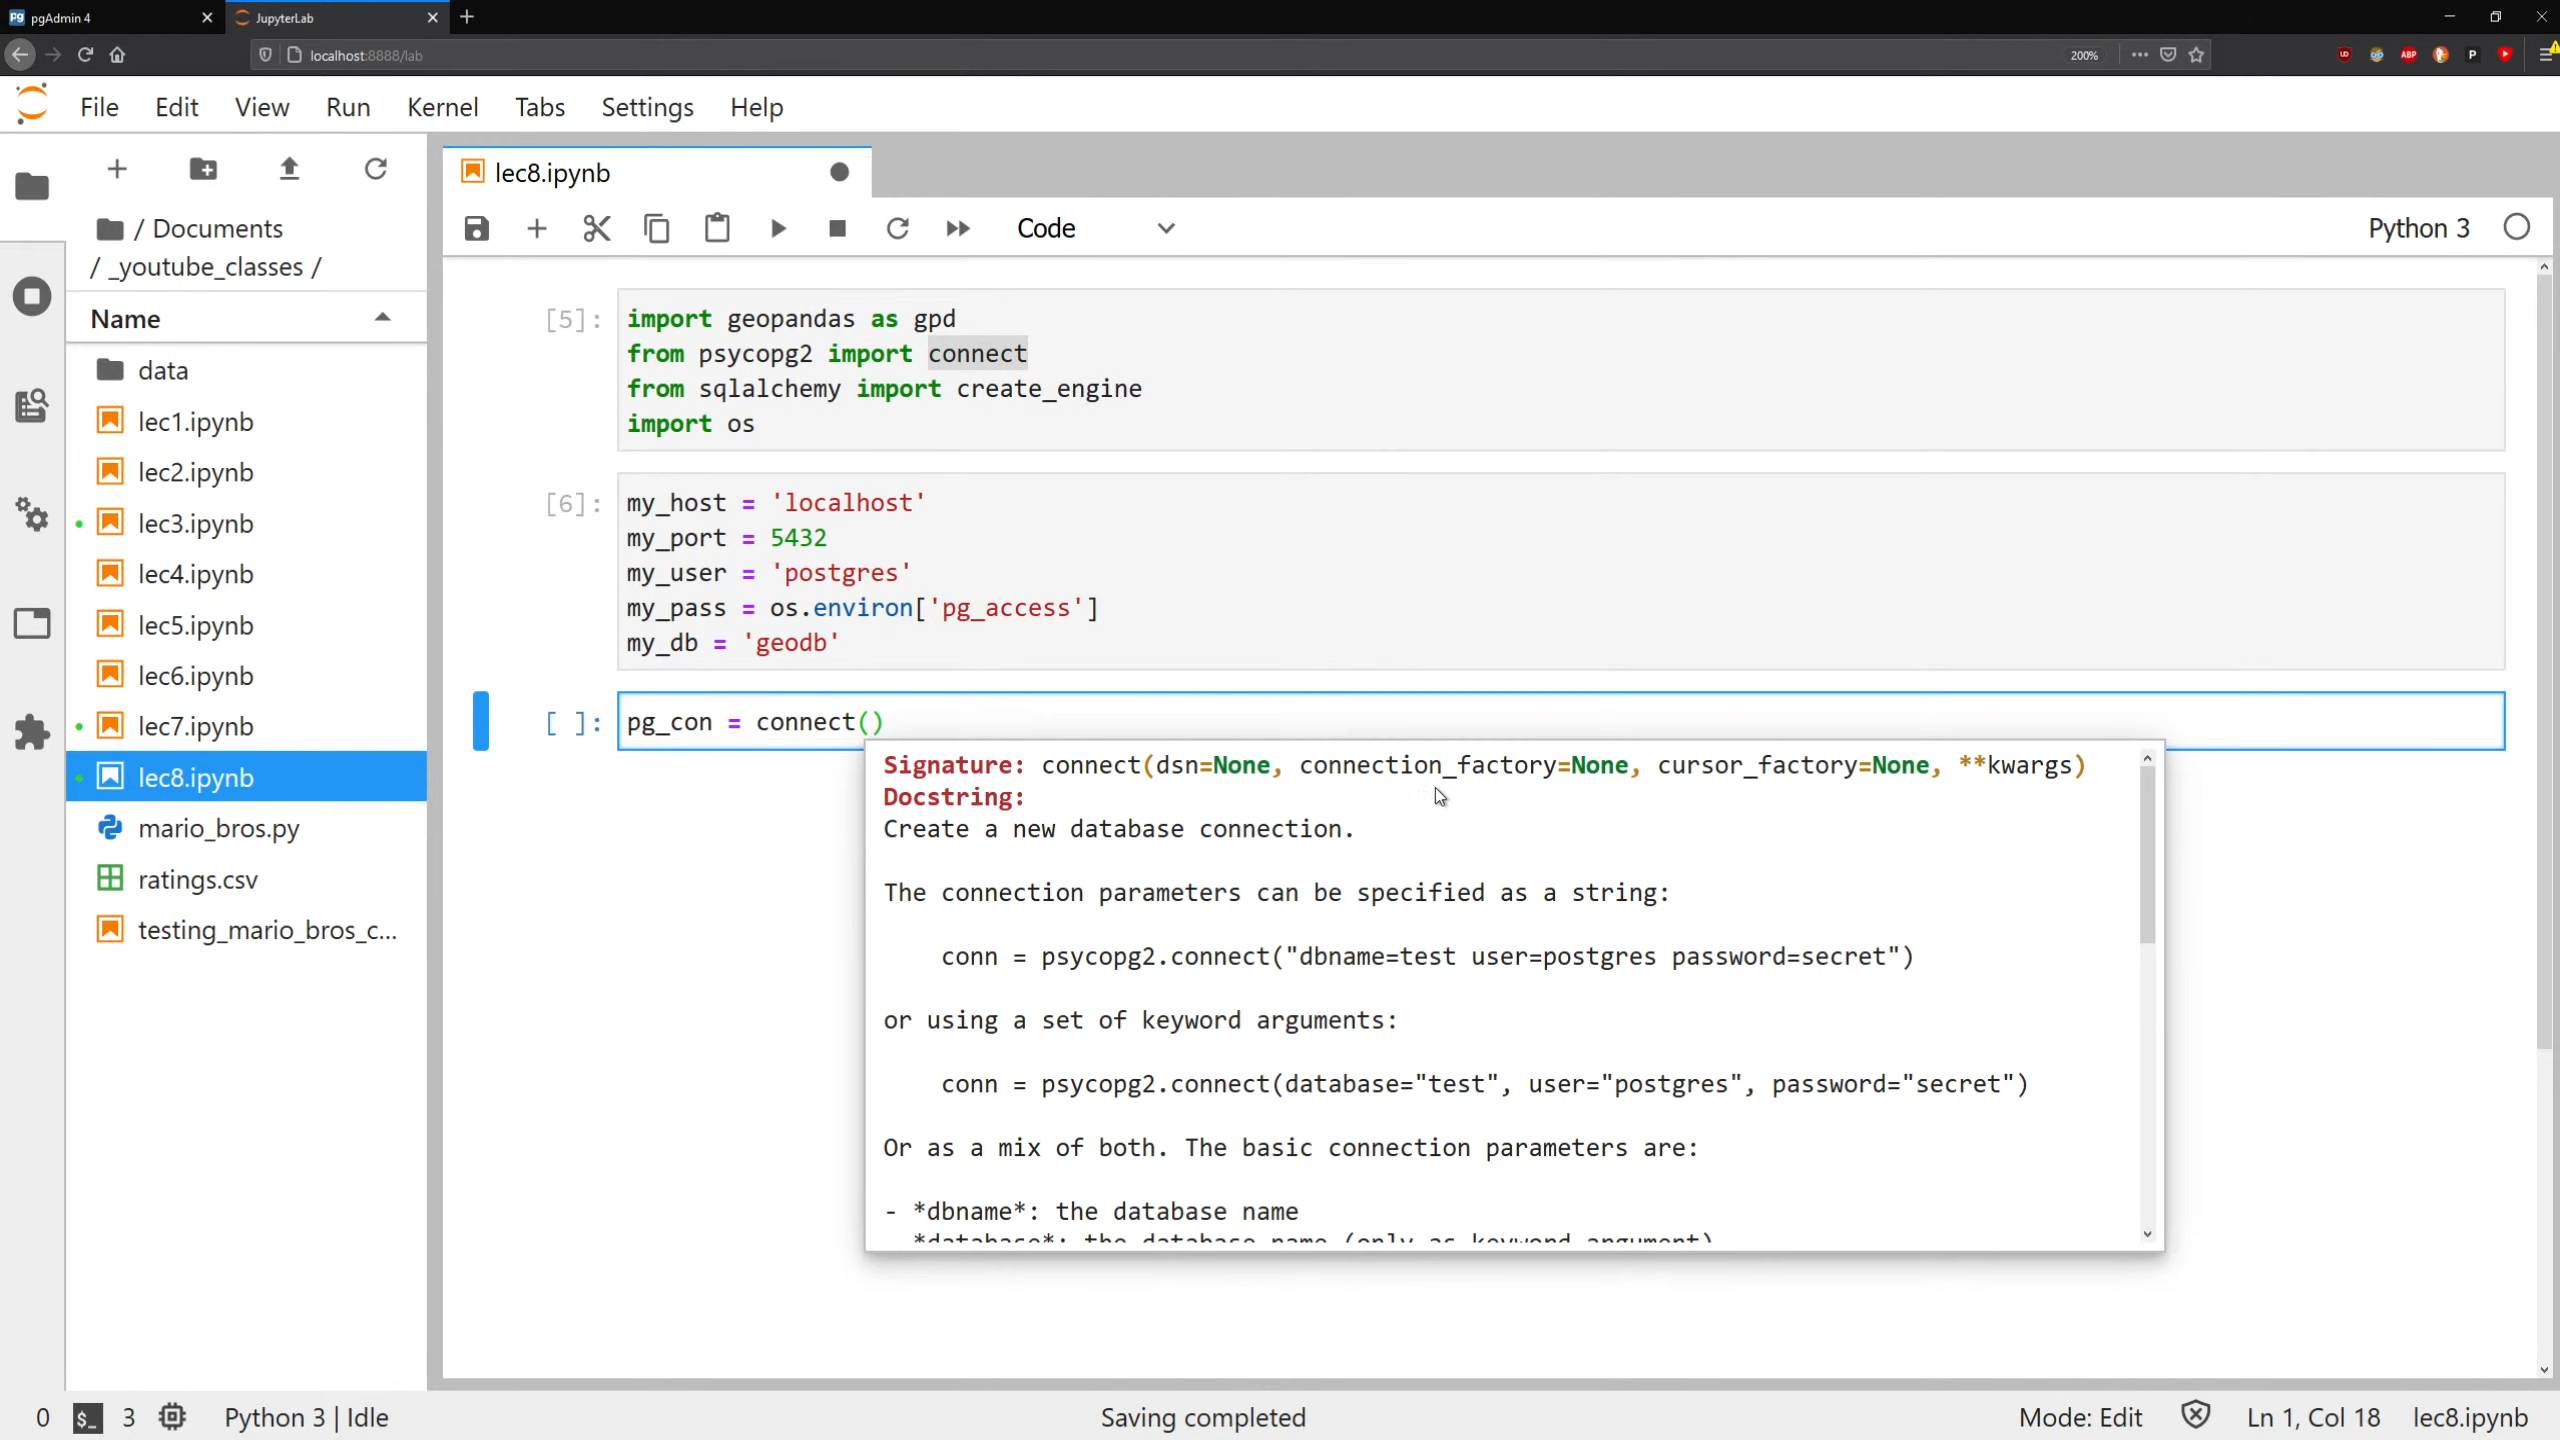 pgAdmin 4
JupyterLab
localhost:8888/lab
200%
ABP
P
File Edit View Run Kernel Tabs Settings Help
/ Documents
/ _youtube_classes /
Name
data
lec1.ipynb
lec2.ipynb
lec3.ipynb
lec4.ipynb
lec5.ipynb
lec6.ipynb
lec7.ipynb
lec8.ipynb
mario_bros.py
ratings.csv
testing_mario_bros_c...
lec8.ipynb
Code
Python 3
[5]:
import geopandas as gpd
from psycopg2 import connect
from sqlalchemy import create_engine
import os
[6]:
my_host = 'localhost'
my_port = 5432
my_user = 'postgres'
my_pass = os.environ['pg_access']
my_db = 'geodb'
[ ]:
pg_con = connect()
Signature: connect(dsn=None, connection_factory=None, cursor_factory=None, **kwargs)
Docstring:
Create a new database connection.
The connection parameters can be specified as a string:
conn = psycopg2.connect("dbname=test user=postgres password=secret")
or using a set of keyword arguments:
conn = psycopg2.connect(database="test", user="postgres", password="secret")
Or as a mix of both. The basic connection parameters are:
- *dbname*: the database name
*database*: the database name (only as keyword argument)
0 $_ 3 Python 3 | Idle
Saving completed
Mode: Edit
Ln 1, Col 18
lec8.ipynb